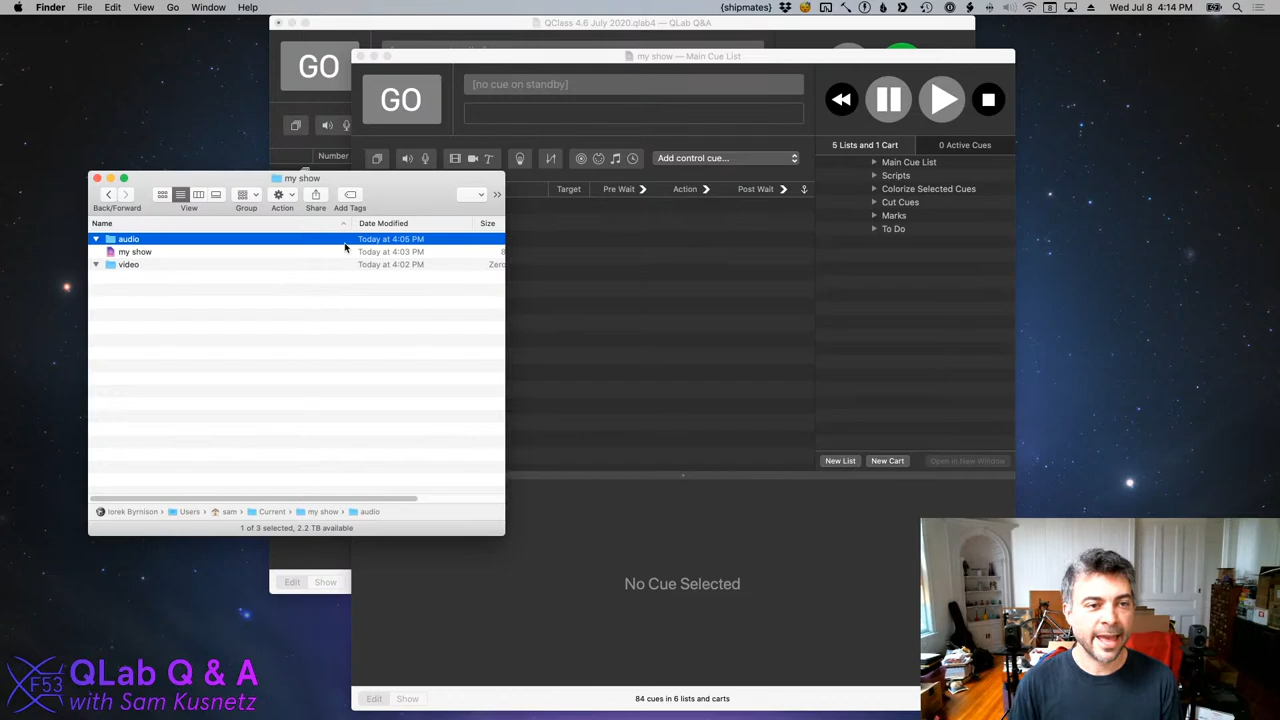 Finder File Edit View Go Window Help
{shipmates}
Wed Jul 8 4:14 PM
QClass 4.6 July 2020.qlab4 — QLab Q&A
GO
my show — Main Cue List
GO
[no cue on standby]
Add control cue...
5 Lists and 1 Cart
0 Active Cues
Number
Target
Pre Wait
Action
Post Wait
Main Cue List
Scripts
Colorize Selected Cues
Cut Cues
Marks
To Do
New List
New Cart
Open in New Window
my show
Back/Forward
View
Group
Action
Share
Add Tags
Name
Date Modified
Size
audio
Today at 4:05 PM
my show
Today at 4:03 PM
8
video
Today at 4:02 PM
Zero
Iorek Byrnison
Users
sam
Current
my show
audio
1 of 3 selected, 2.2 TB available
Edit
Show
No Cue Selected
Edit
Show
84 cues in 6 lists and carts
F53
QLab Q & A
with Sam Kusnetz